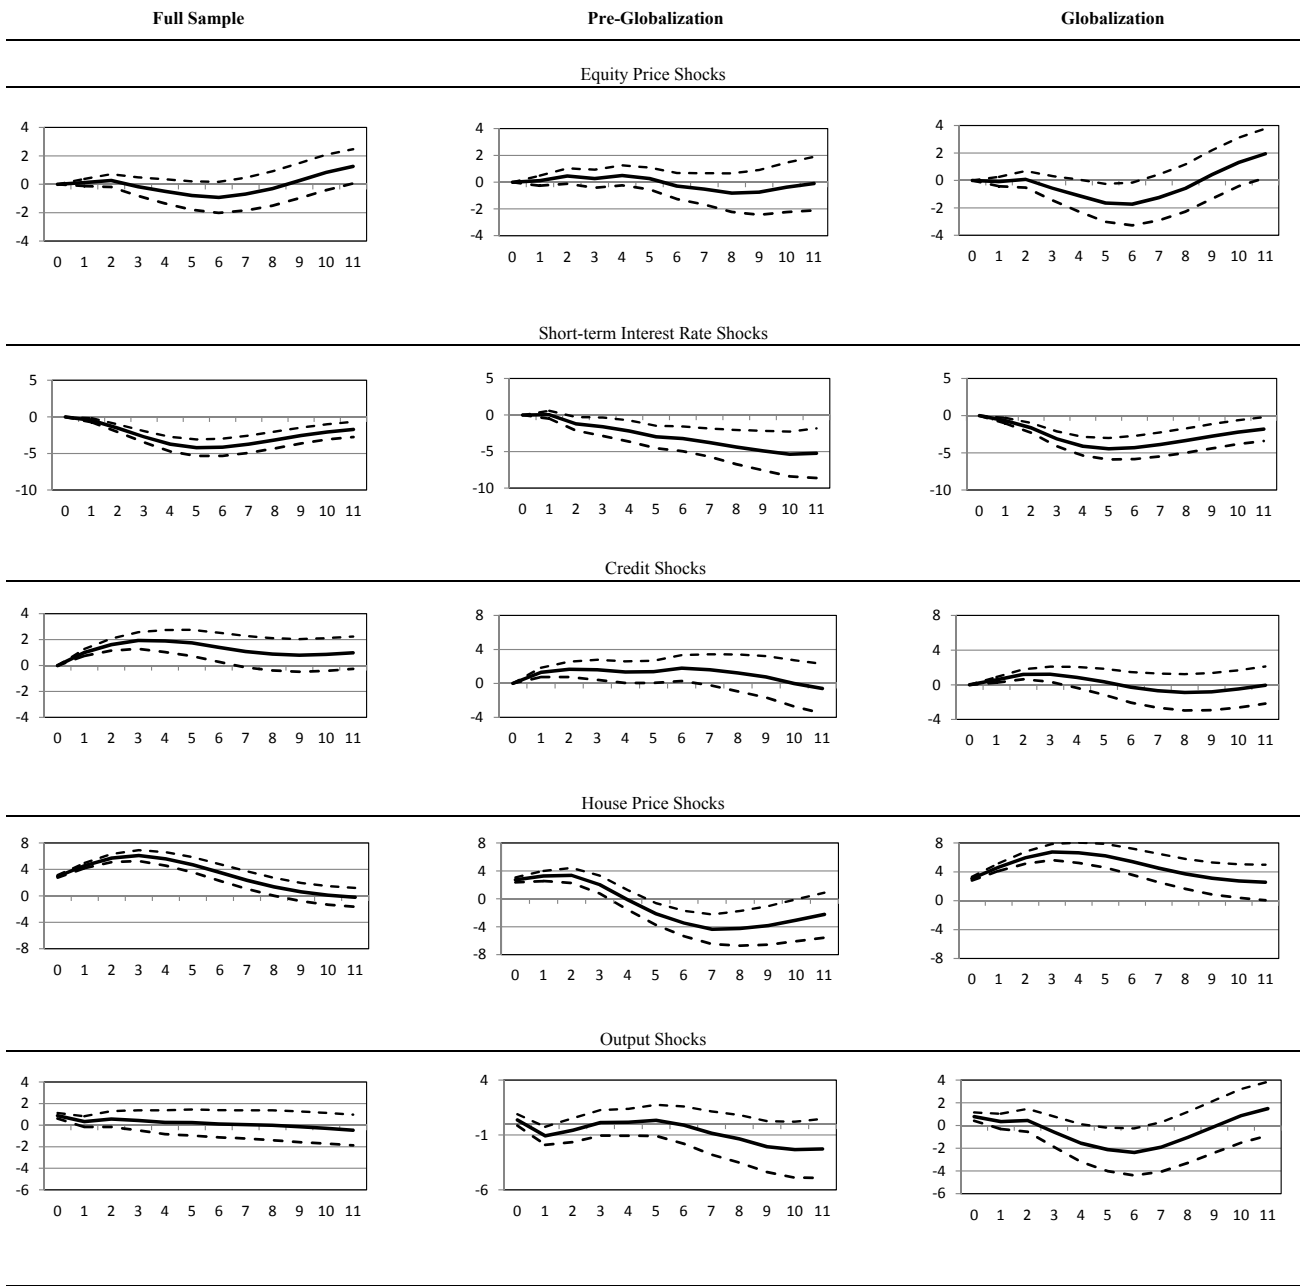 Full Sample Pre-Globalization Globalization
Equity Price Shocks
4 2 0 -2 -4
0 1 2 3 4 5 6 7 8 9 10 11
4 2 0 -2 -4
0 1 2 3 4 5 6 7 8 9 10 11
4 2 0 -2 -4
0 1 2 3 4 5 6 7 8 9 10 11
Short-term Interest Rate Shocks
5 0 -5 -10
0 1 2 3 4 5 6 7 8 9 10 11
5 0 -5 -10
0 1 2 3 4 5 6 7 8 9 10 11
5 0 -5 -10
0 1 2 3 4 5 6 7 8 9 10 11
Credit Shocks
4 2 0 -2 -4
0 1 2 3 4 5 6 7 8 9 10 11
8 4 0 -4
0 1 2 3 4 5 6 7 8 9 10 11
8 4 0 -4
0 1 2 3 4 5 6 7 8 9 10 11
House Price Shocks
8 4 0 -4 -8
0 1 2 3 4 5 6 7 8 9 10 11
8 4 0 -4 -8
0 1 2 3 4 5 6 7 8 9 10 11
8 4 0 -4 -8
0 1 2 3 4 5 6 7 8 9 10 11
Output Shocks
4 2 0 -2 -4 -6
0 1 2 3 4 5 6 7 8 9 10 11
4 -1 -6
0 1 2 3 4 5 6 7 8 9 10 11
4 2 0 -2 -4 -6
0 1 2 3 4 5 6 7 8 9 10 11